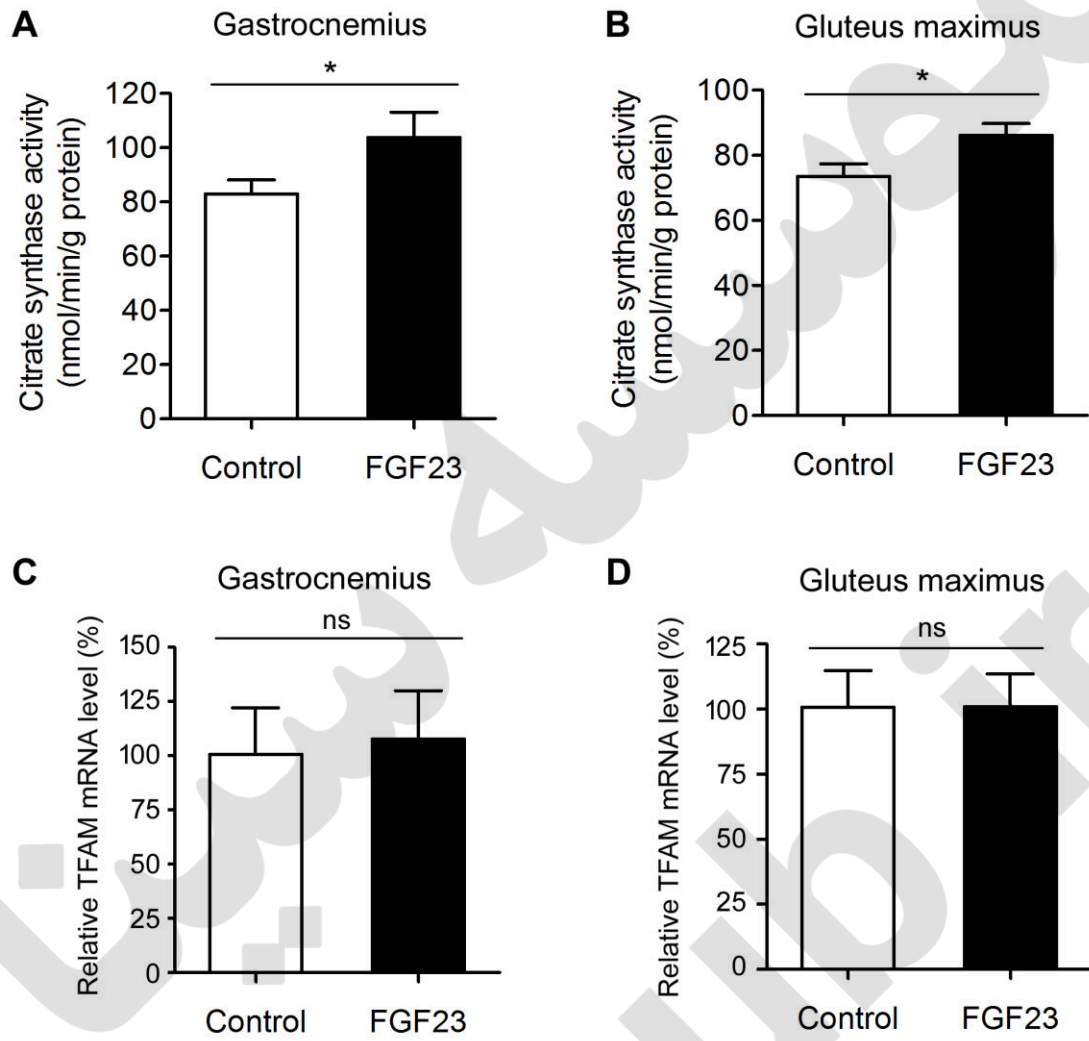 A
Gastrocnemius
*
Citrate synthase activity
(nmol/min/g protein)
120
100
80
60
40
20
0
Control FGF23
B
Gluteus maximus
*
Citrate synthase activity
(nmol/min/g protein)
100
80
60
40
20
0
Control FGF23
C
Gastrocnemius
ns
Relative TFAM mRNA level (%)
150
125
100
75
50
25
0
Control FGF23
D
Gluteus maximus
ns
Relative TFAM mRNA level (%)
125
100
75
50
25
0
Control FGF23